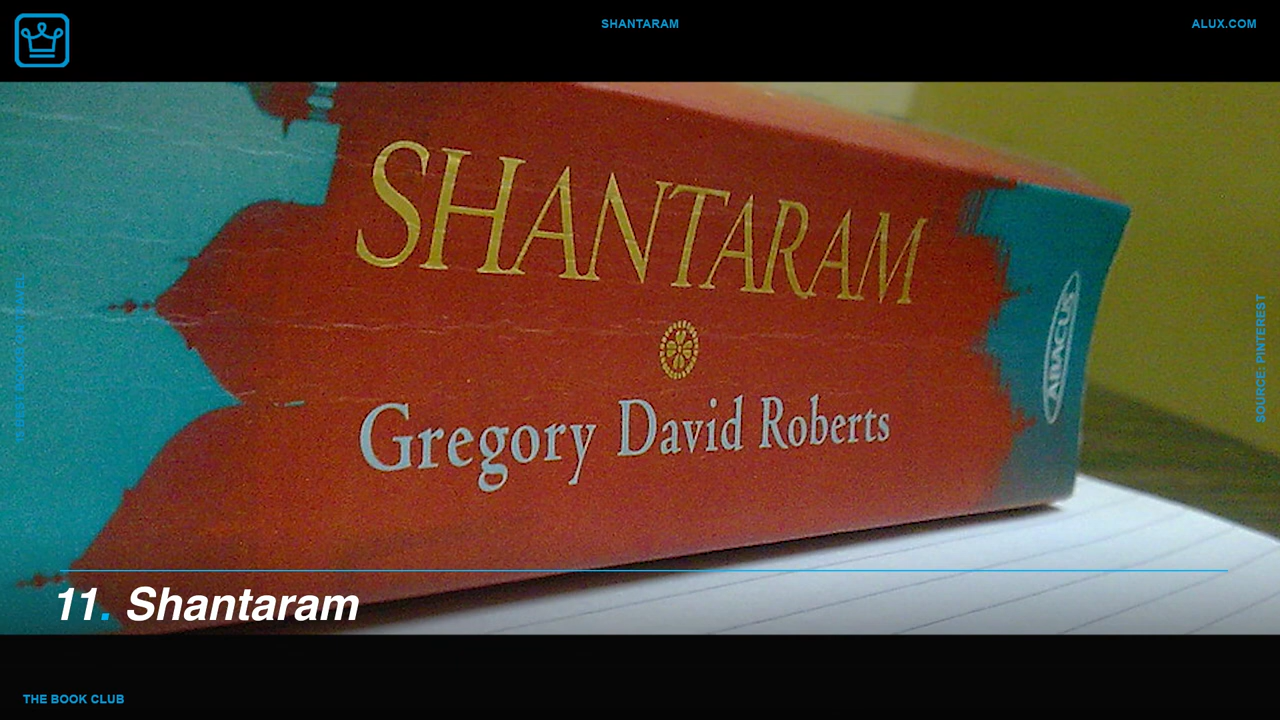 SHANTARAM
ALUX.COM
SHANTARAM
Gregory David Roberts
ABACUS
SOURCE: PINTEREST
11. Shantaram
THE BOOK CLUB